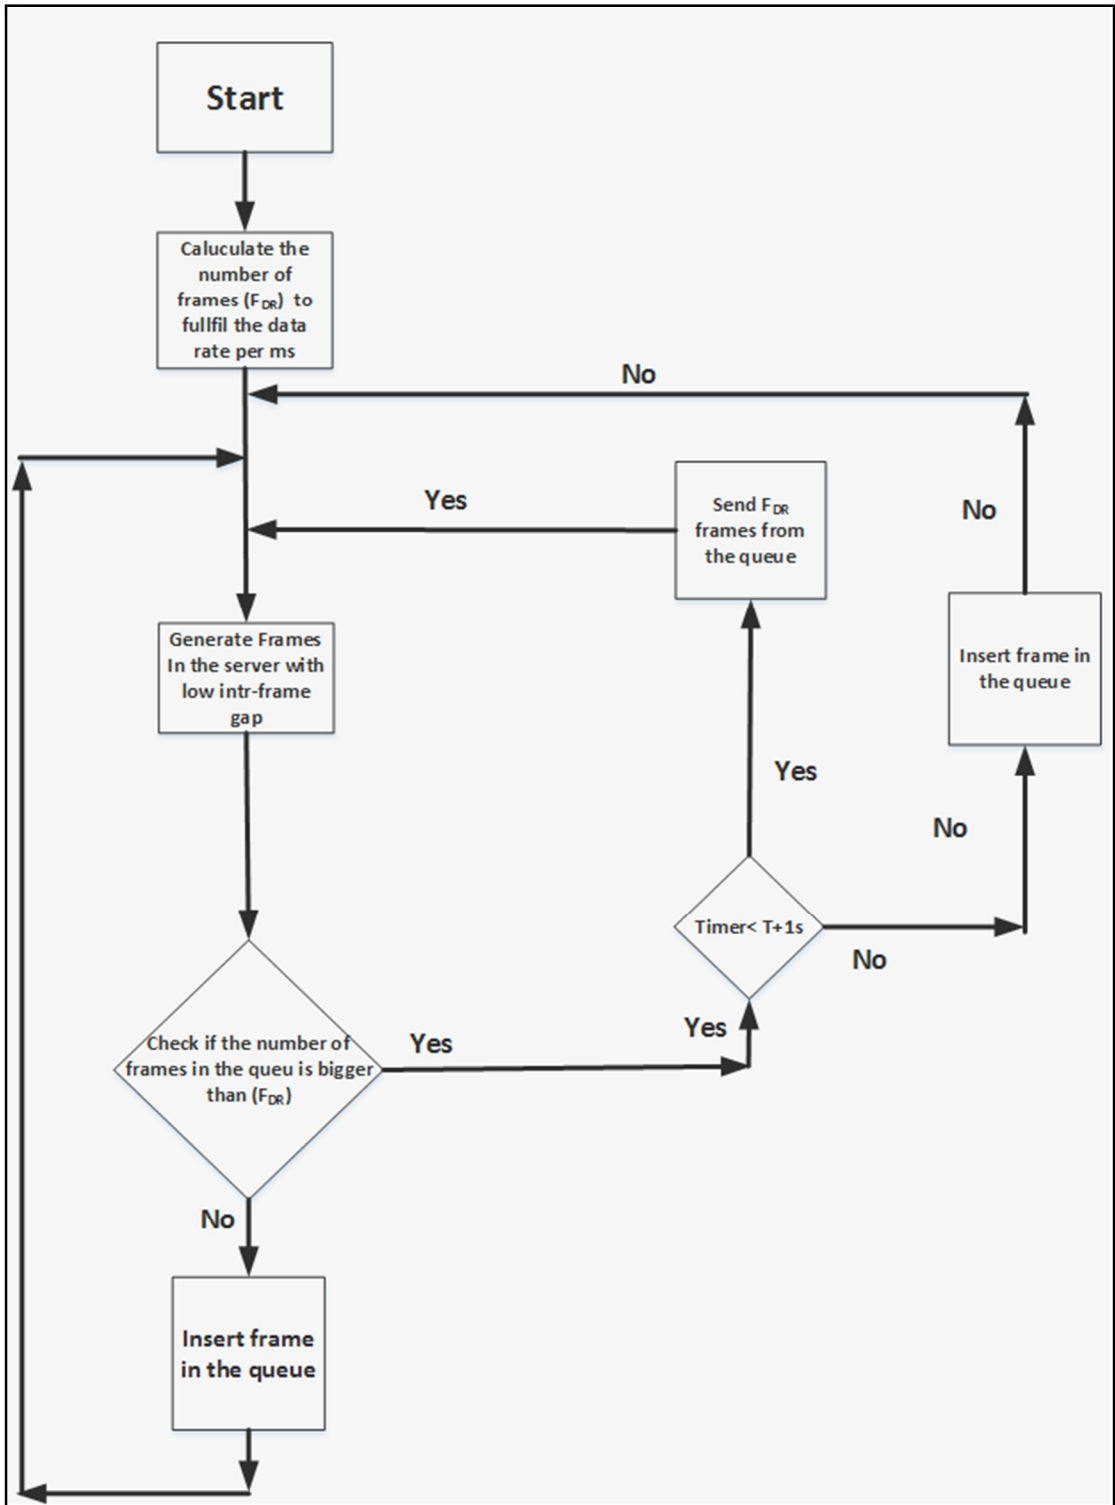 Start
Caluculate the
number of
frames (FDR) to
fullfil the data
rate per ms
No
Yes
Send FDR
frames from
the queue
No
Generate Frames
In the server with
low intr-frame
gap
Insert frame in
the queue
Yes
No
Timer< T+1s
No
Yes
Yes
Check if the number of
frames in the queu is bigger
than (FDR)
No
Insert frame
in the queue